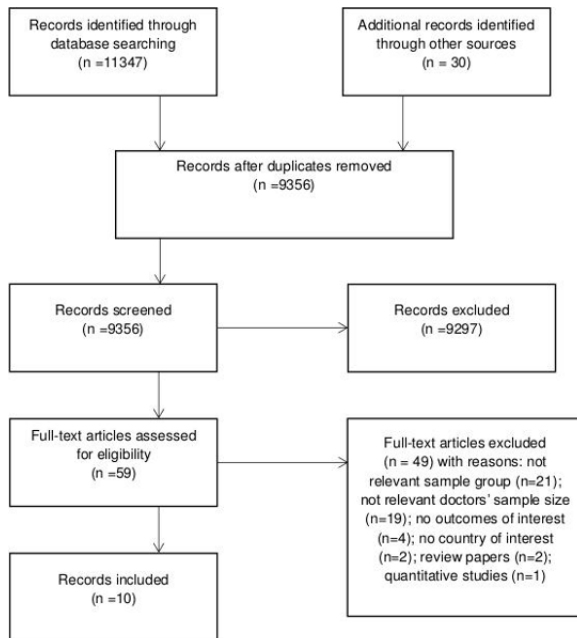 Records identified through
database searching
(n =11347)
Additional records identified
through other sources
(n = 30)
Records after duplicates removed
(n =9356)
Records screened
(n =9356)
Records excluded
(n =9297)
Full-text articles assessed
for eligibility
(n =59)
Full-text articles excluded
(n = 49) with reasons: not
relevant sample group (n=21);
not relevant doctors' sample size
(n=19); no outcomes of interest
(n=4); no country of interest
(n=2); review papers (n=2);
quantitative studies (n=1)
Records included
(n =10)